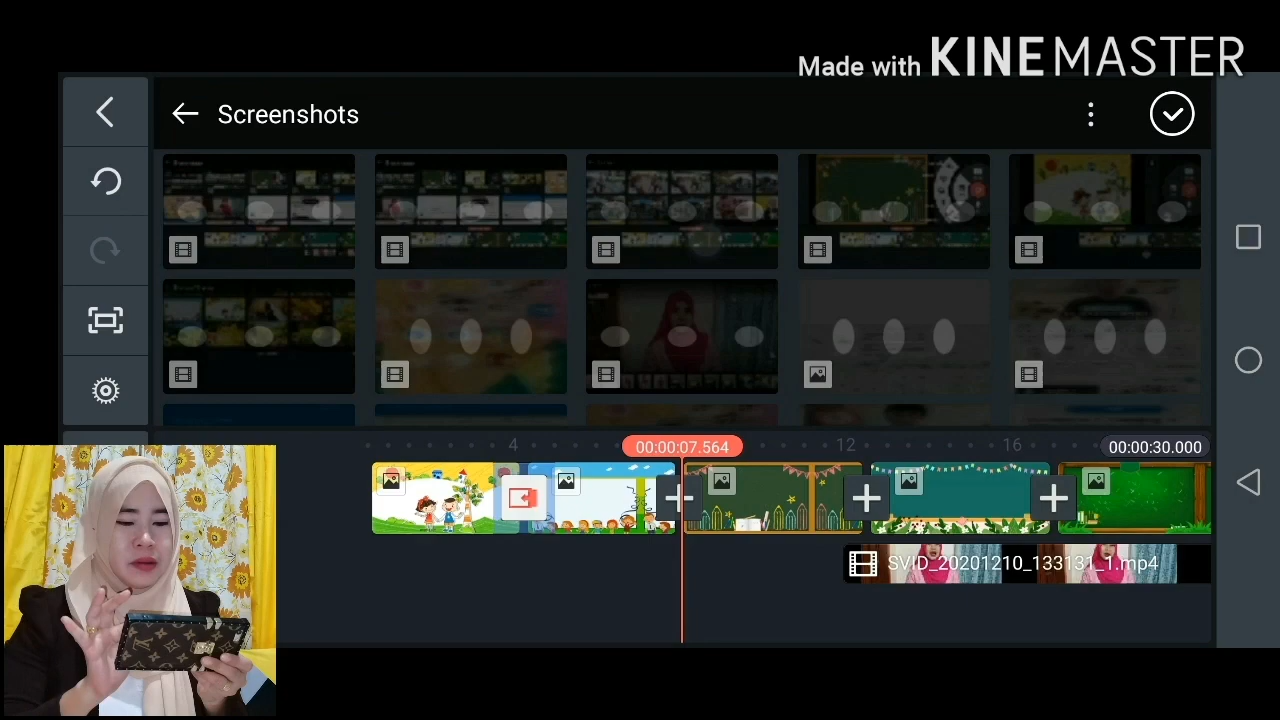 Made with KINEMASTER
Screenshots
4
00:00:07.564
12
16
00:00:30.000
SVID_20201210_133131_1.mp4